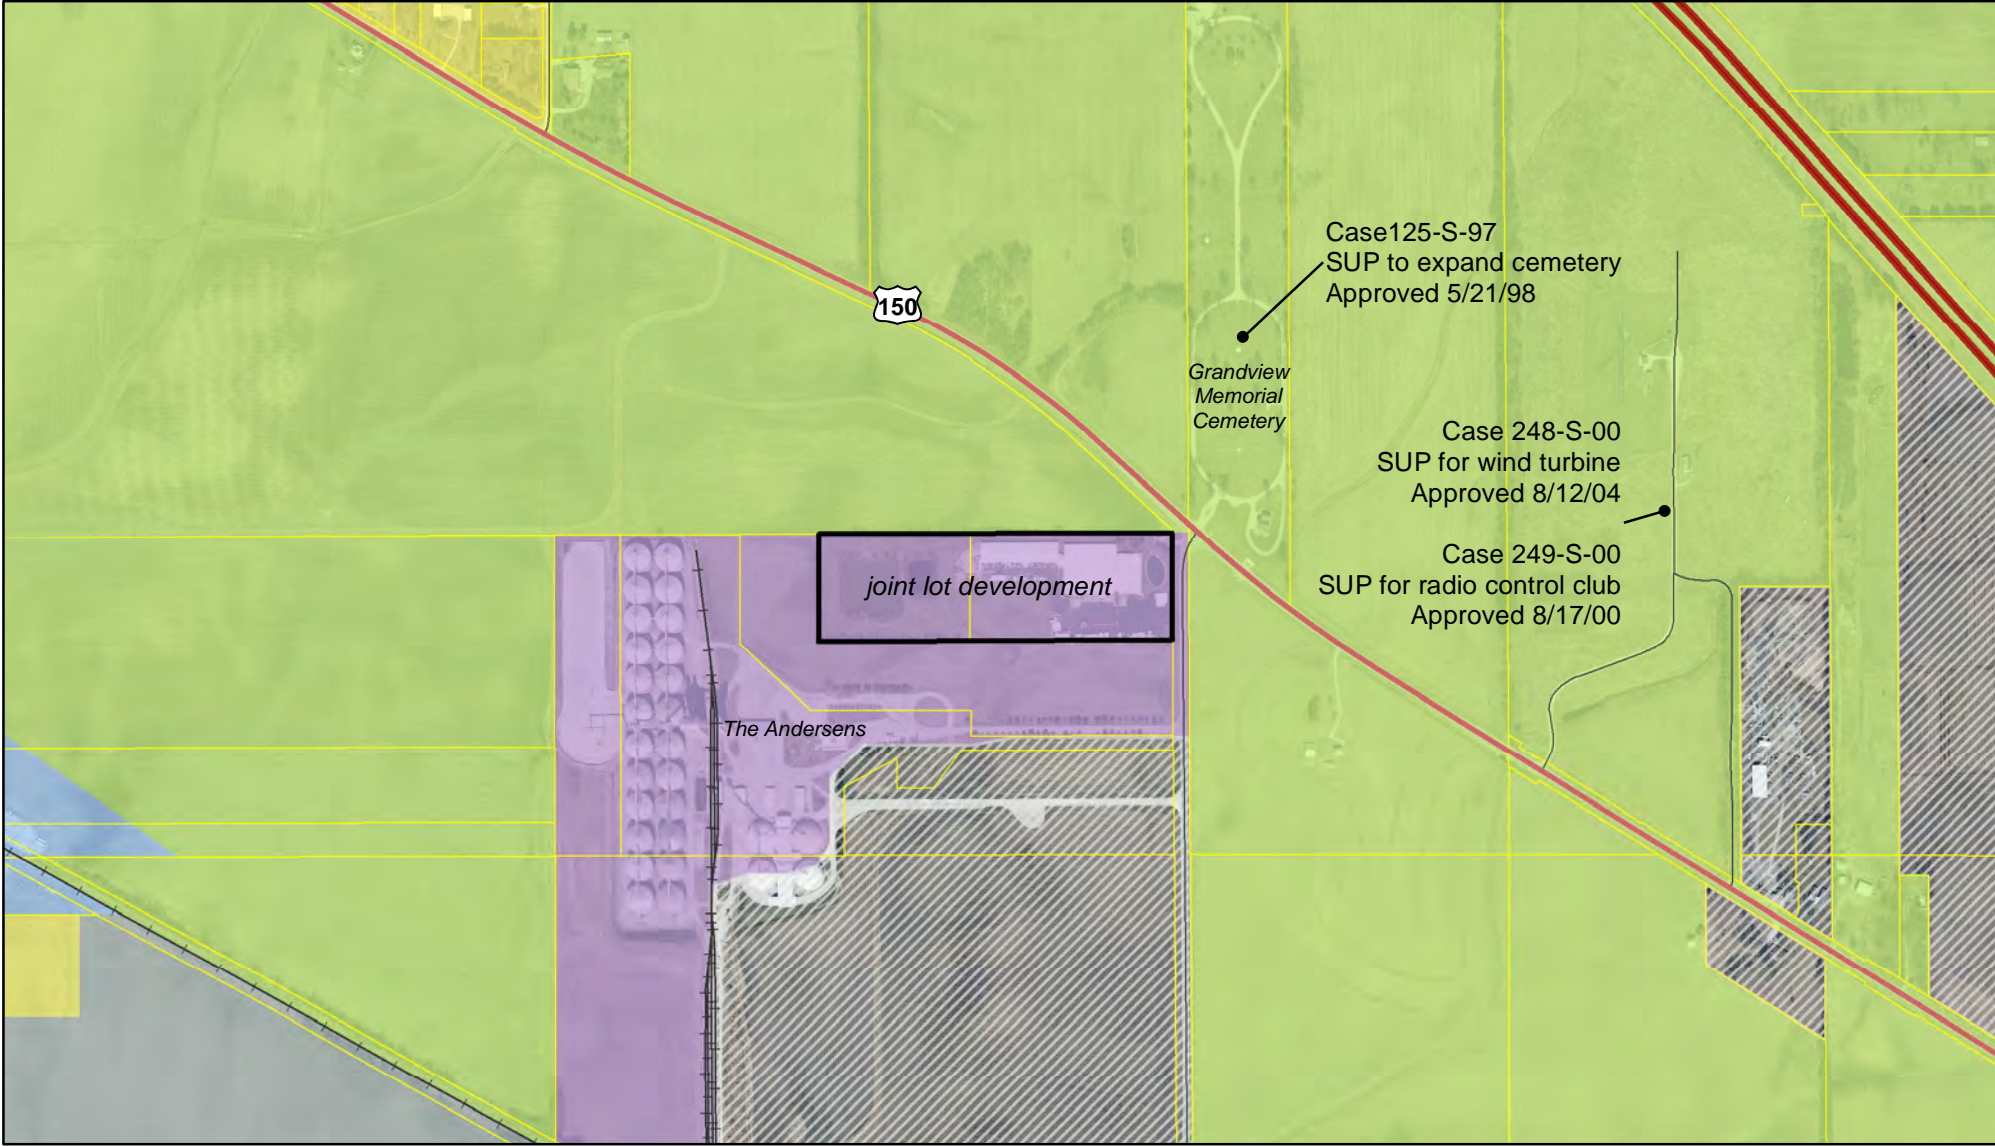 Case125-S-97
SUP to expand cemetery
Approved 5/21/98
150
Grandview
Memorial
Cemetery
Case 248-S-00
SUP for wind turbine
Approved 8/12/04
Case 249-S-00
SUP for radio control club
Approved 8/17/00
joint lot development
The Andersens